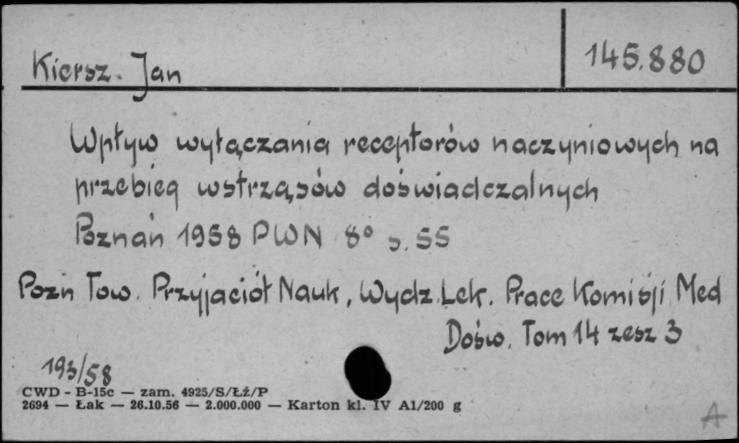 Kiersz. Jan
145.880
Wpływ wyłączania receptorów naczyniowych na
przebieg wstrząsów doświadczalnych
Poznań 1958 PWN 8° s. 55
Pozn Tow. Przyjaciół Nauk, Wydz. Lek. Prace Komisji Med
Dośw. Tom 14 zesz 3
193/58
CWD - B-15c — zam. 4925/S/Łż/P
2694 — Łak — 26.10.56 — 2.000.000 — Karton kl. IV A1/200 g
A